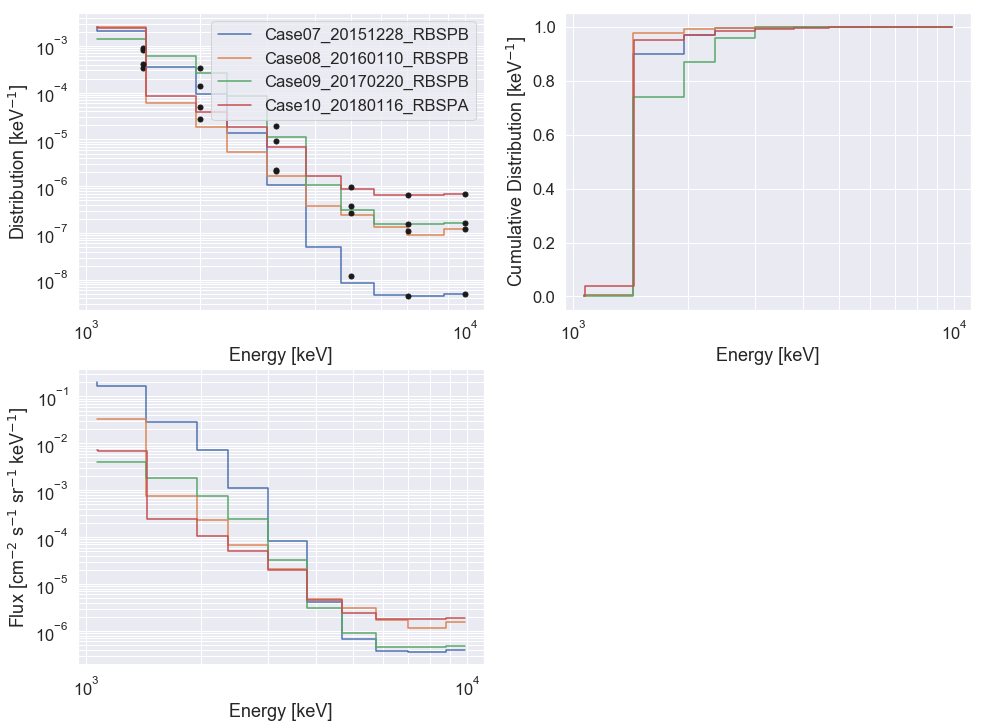 Distribution [keV⁻¹]
10⁻³
10⁻⁴
10⁻⁵
10⁻⁶
10⁻⁷
10⁻⁸
Case07_20151228_RBSPB
Case08_20160110_RBSPB
Case09_20170220_RBSPB
Case10_20180116_RBSPA
10³
10⁴
Energy [keV]
Cumulative Distribution [keV⁻¹]
1.0
0.8
0.6
0.4
0.2
0.0
10³
10⁴
Energy [keV]
Flux [cm⁻² s⁻¹ sr⁻¹ keV⁻¹]
10⁻¹
10⁻²
10⁻³
10⁻⁴
10⁻⁵
10⁻⁶
10³
10⁴
Energy [keV]